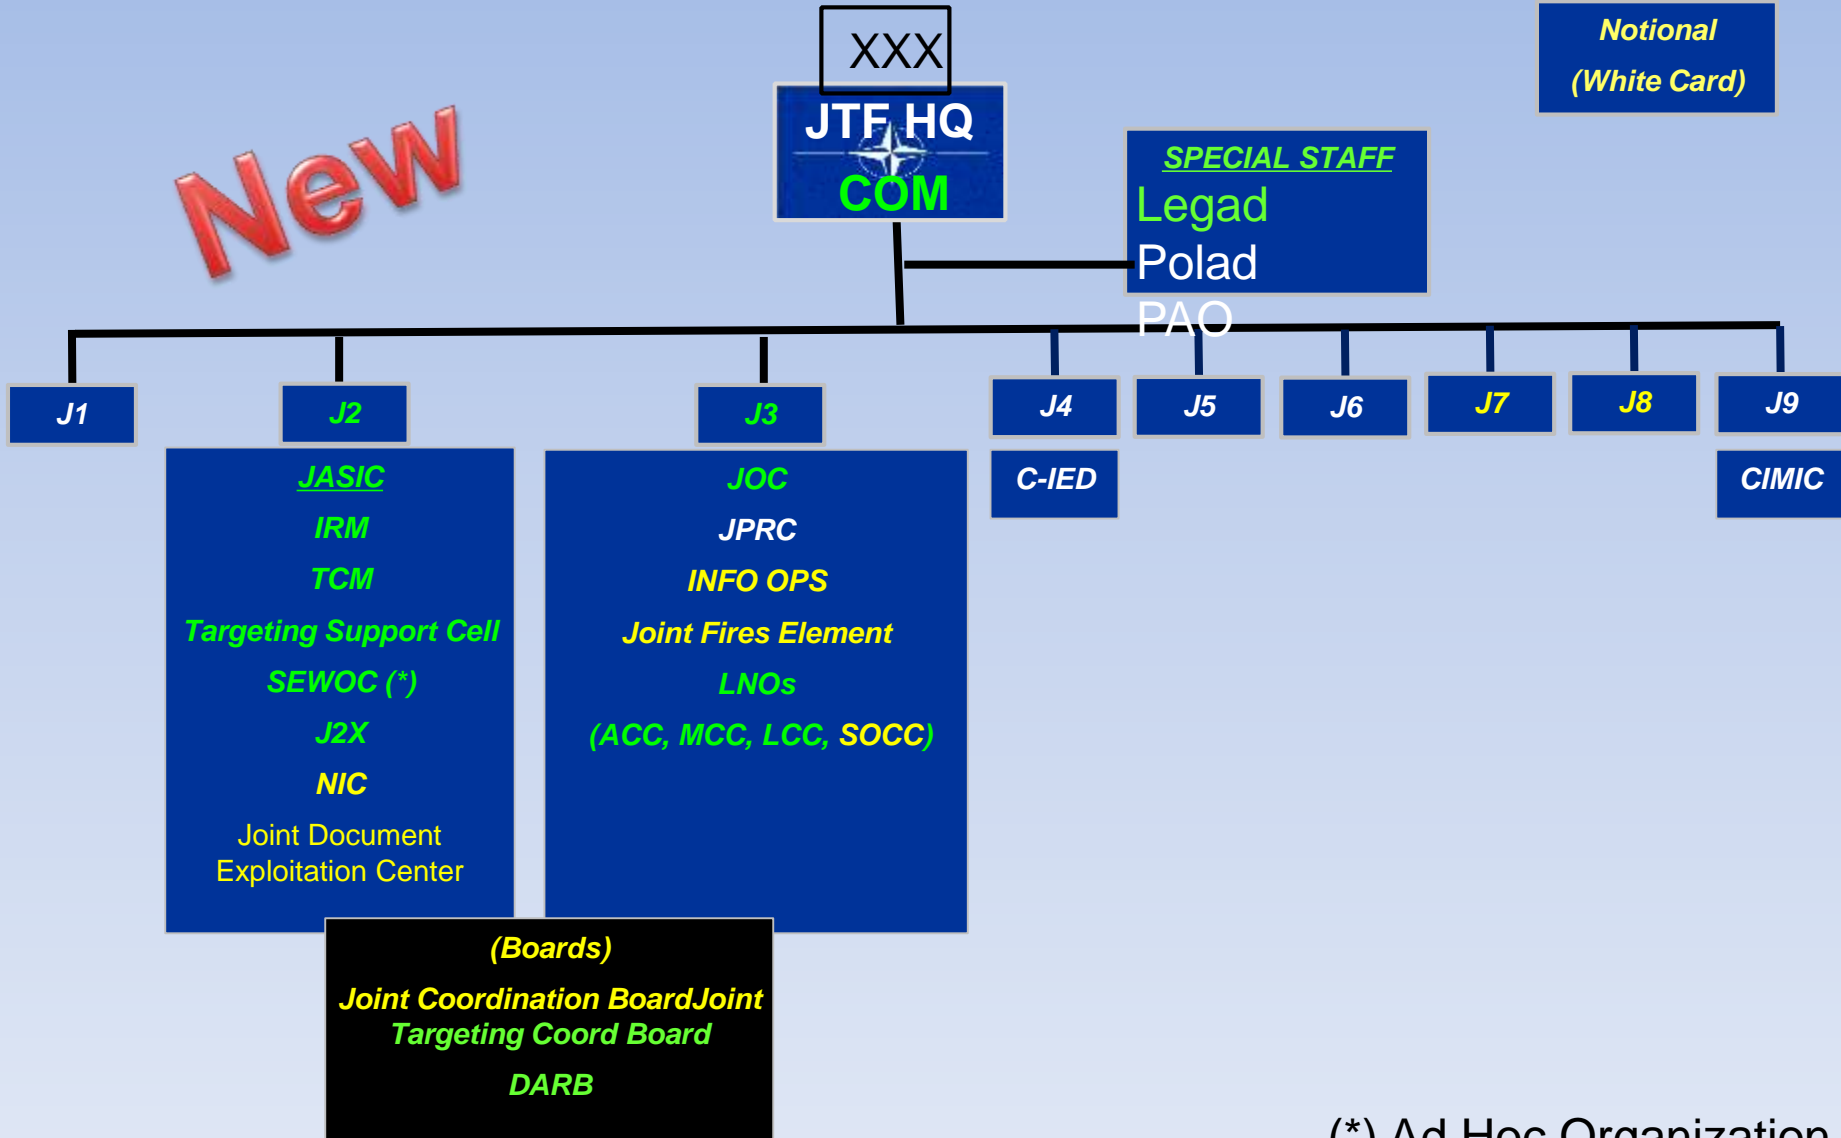 XXX
Notional
(White Card)
New
JTF HQ
COM
SPECIAL STAFF
Legad
Polad
PAO
J1
J2
J3
J4
J5
J6
J7
J8
J9
JASIC
IRM
TCM
Targeting Support Cell
SEWOC (*)
J2X
NIC
Joint Document
Exploitation Center
JOC
JPRC
INFO OPS
Joint Fires Element
LNOs
(ACC, MCC, LCC, SOCC)
C-IED
CIMIC
(Boards)
Joint Coordination BoardJoint
Targeting Coord Board
DARB
(*) Ad Hoc Organization